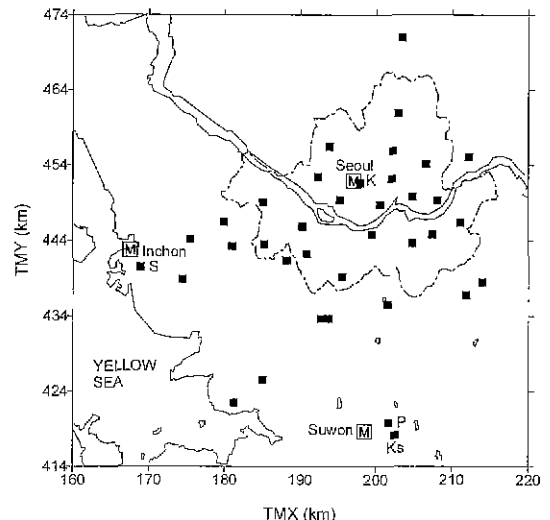 474
464
454
444
434
424
414
TMY (km)
Seoul
M K
M Inchon
S
YELLOW
SEA
Suwon M
P
Ks
160 170 180 190 200 210 220
TMX (km)